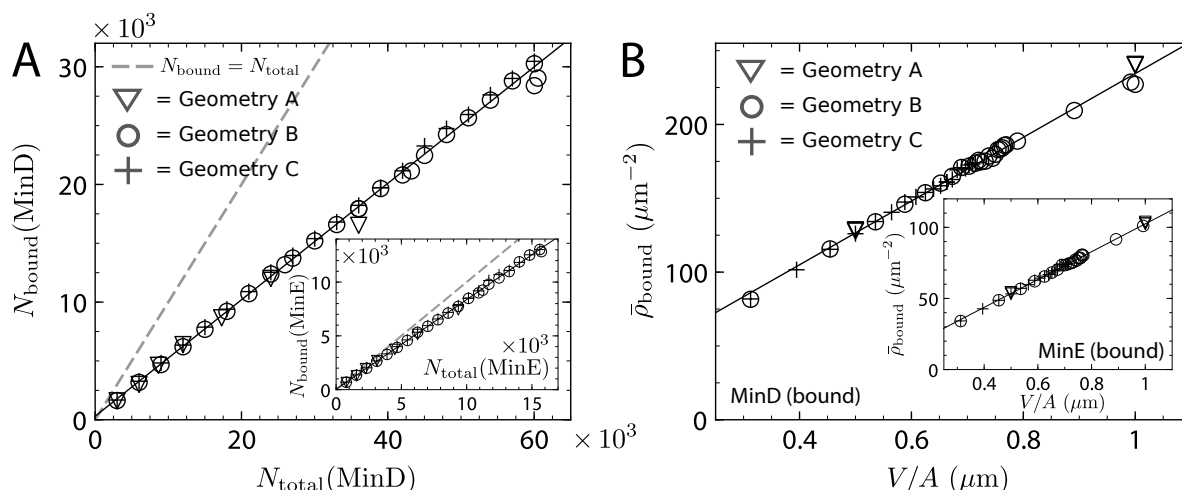 A
× 10³
N_bound = N_total
= Geometry A
= Geometry B
= Geometry C
30
20
10
0
N_bound(MinD)
0
20
40
60
× 10³
N_total(MinD)
×10³
10
5
0
N_bound(MinE)
0
5
10
15
×10³
N_total(MinE)
B
= Geometry A
= Geometry B
= Geometry C
200
100
0
ρ̄_bound (μm⁻²)
MinD (bound)
0.4
0.6
0.8
1
V/A (μm)
100
50
0
ρ̄_bound (μm⁻²)
MinE (bound)
0.4
0.6
0.8
1
V/A (μm)